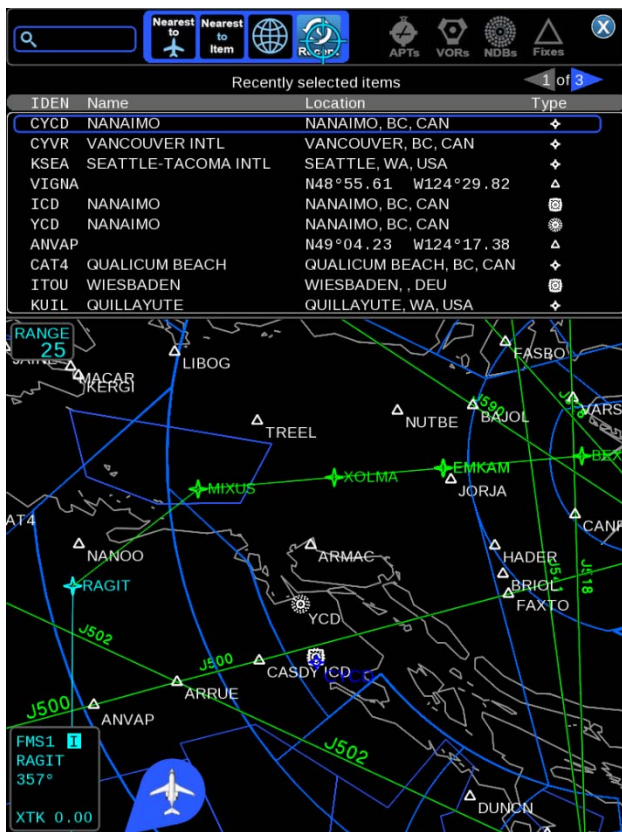 Nearest to
Nearest to Item
Recent
APTs
VORs
NDBs
Fixes
X
Recently selected items
1 of 3
IDEN Name Location Type
CYCD NANAIMO NANAIMO, BC, CAN
CYVR VANCOUVER INTL VANCOUVER, BC, CAN
KSEA SEATTLE-TACOMA INTL SEATTLE, WA, USA
VIGNA N48°55.61 W124°29.82
ICD NANAIMO NANAIMO, BC, CAN
YCD NANAIMO NANAIMO, BC, CAN
ANVAP N49°04.23 W124°17.38
CAT4 QUALICUM BEACH QUALICUM BEACH, BC, CAN
ITOU WIESBADEN WIESBADEN, , DEU
KUIL QUILLAYUTE QUILLAYUTE, WA, USA
RANGE
25
FASBO
LIBOG
MACAR
KERGI
J590
BAJOL
VARS
NUTBE
TREEL
BEX
EMKAM
XOLMA
MIXUS
JORJA
AT4
CANF
NANOO
ARMAC
HADER
J541
J518
RAGIT
BRIOL
FAXTO
YCD
J502
J500
CASDY
ICD
CYCD
ARRUE
J500
ANVAP
J502
DUNCN
FMS1 I
RAGIT
357°
XTK 0.00